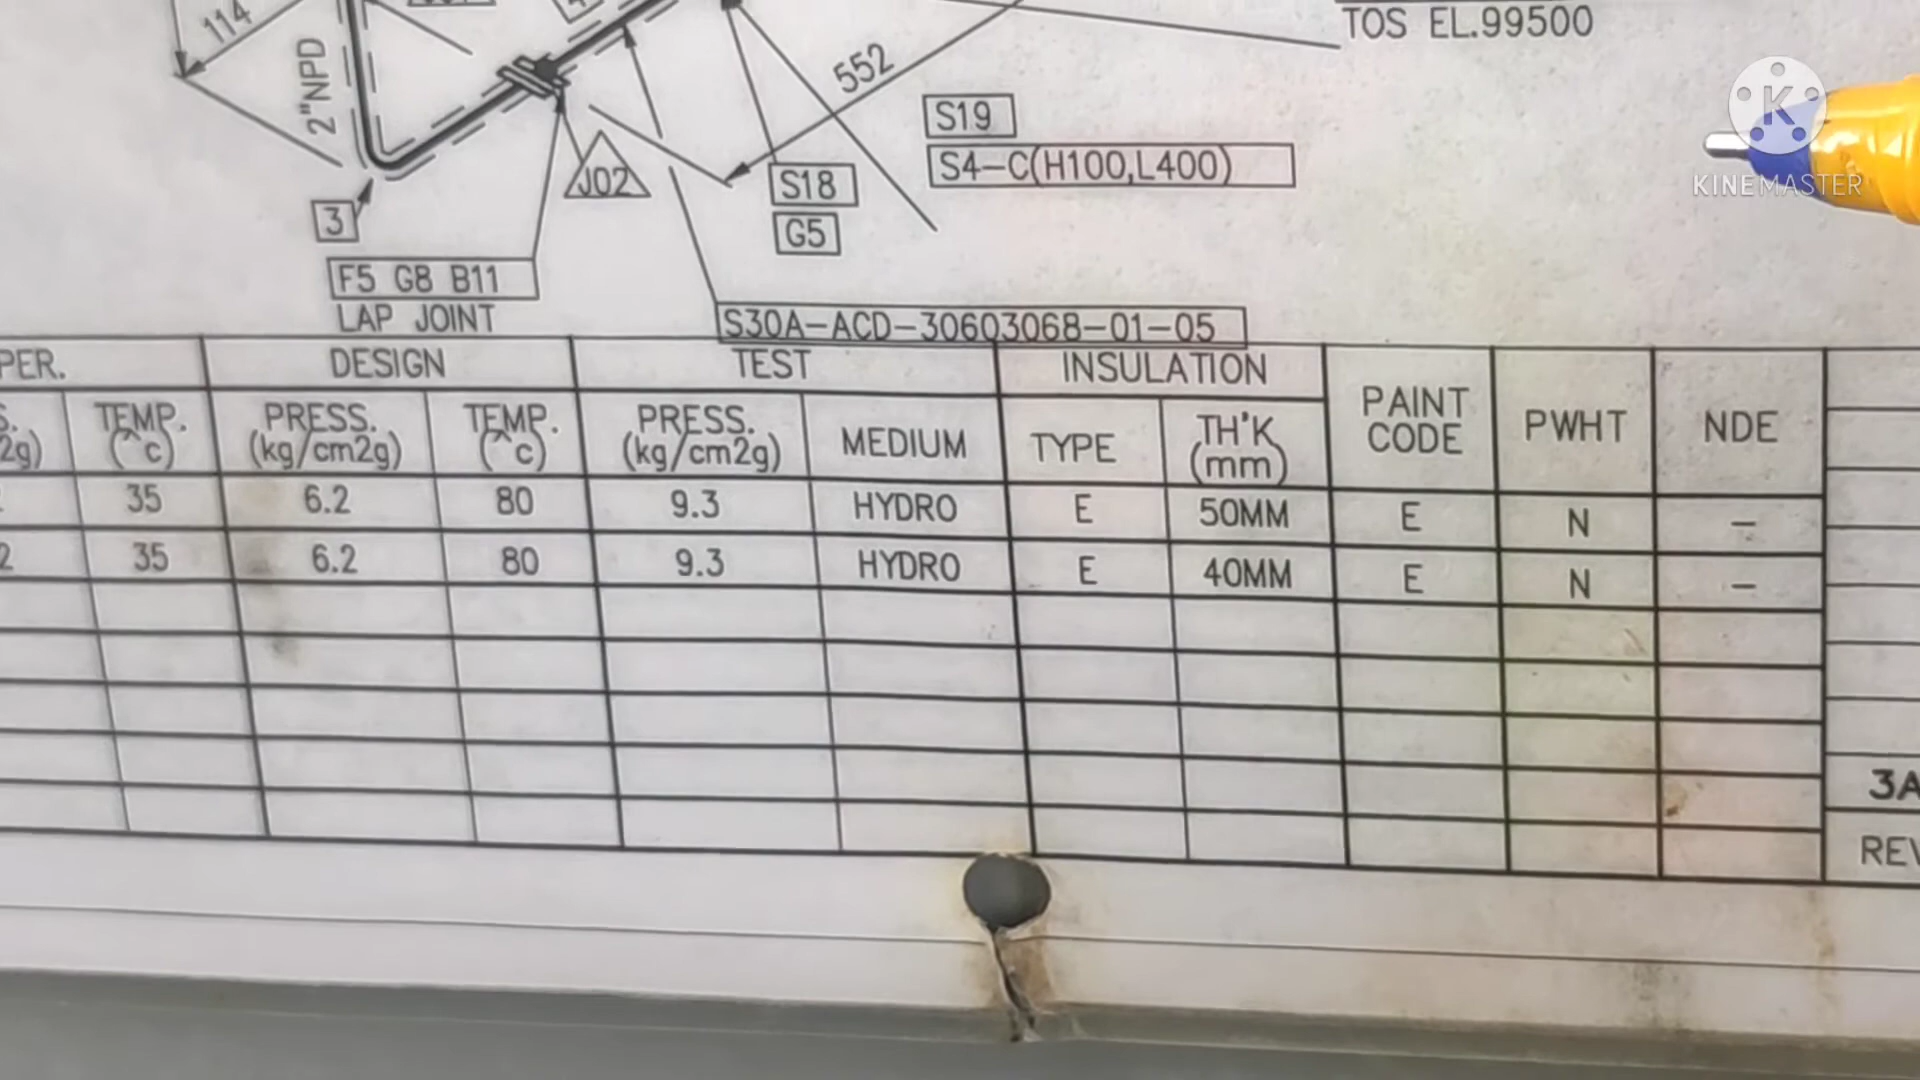 TOS EL.99500
114
2"NPD
552
S19
S4-C(H100,L400)
J02
S18
G5
3
F5 G8 B11
LAP JOINT
S30A-ACD-30603068-01-05
K
KINEMASTER
PER. DESIGN TEST INSULATION PAINT CODE PWHT NDE
TEMP. (^c) PRESS. (kg/cm2g) TEMP. (^c) PRESS. (kg/cm2g) MEDIUM TYPE TH'K (mm)
35 6.2 80 9.3 HYDRO E 50MM E N -
2 35 6.2 80 9.3 HYDRO E 40MM E N -
3A
REV